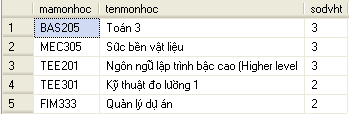 mamonhoc tenmonhoc sodvht
1 BAS205 Toán 3 3
2 MEC305 Sức bền vật liệu 3
3 TEE201 Ngôn ngữ lập trình bậc cao (Higher level 3
4 TEE301 Kỹ thuật đo lường 1 2
5 FIM333 Quản lý dự án 2